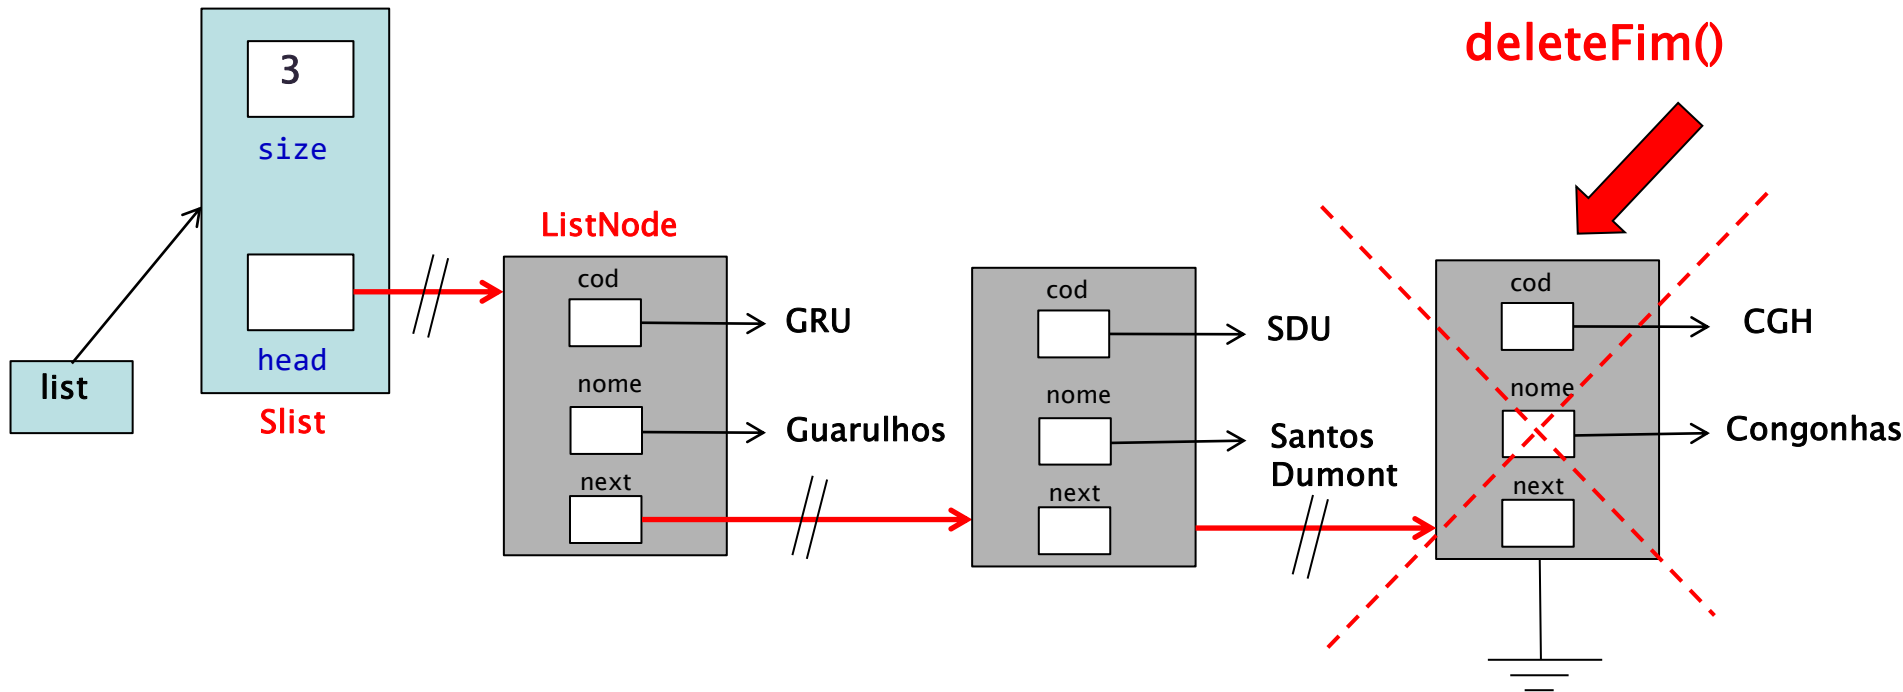 deleteFim()
3
size
head
list
Slist
ListNode
cod
GRU
nome
Guarulhos
next
cod
SDU
nome
Santos
Dumont
next
cod
CGH
nome
Congonhas
next